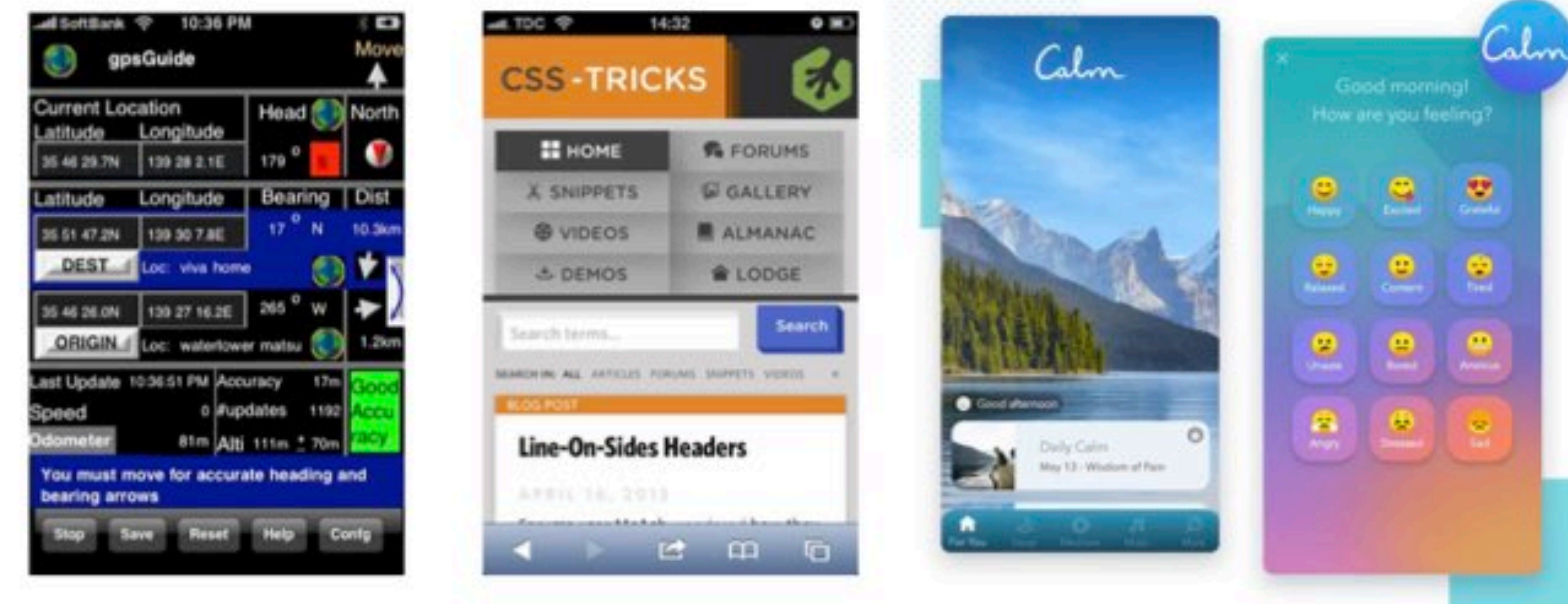 SoftBank 10:36 PM
gpsGuide
Move
Current Location
Latitude Longitude
Head
North
35 46 29.7N 139 28 2.1E
179 °
Latitude Longitude Bearing Dist
35 51 47.2N 139 30 7.8E 17 ° N 10.3km
DEST Loc: viva home
35 46 26.0N 139 27 16.2E 265 ° W
ORIGIN Loc: watertower matsu 1.2km
Last Update 10:36:51 PM Accuracy 17m
Good
Accu
racy
Speed 0 #updates 1192
Odometer 81m Alti 111m ± 70m
You must move for accurate heading and
bearing arrows
Stop Save Reset Help Config
TDC 14:32
CSS-TRICKS
HOME FORUMS
SNIPPETS GALLERY
VIDEOS ALMANAC
DEMOS LODGE
Search terms... Search
SEARCH IN: ALL ARTICLES FORUMS SNIPPETS VIDEOS
BLOG POST
Line-On-Sides Headers
APRIL 16, 2013
Calm
Good afternoon
Daily Calm
May 13 - Wisdom of Pain
For You
Calm
Good morning!
How are you feeling?
Happy Excited Grateful
Relaxed Content Tired
Unsure Bored Anxious
Angry Stressed Sad